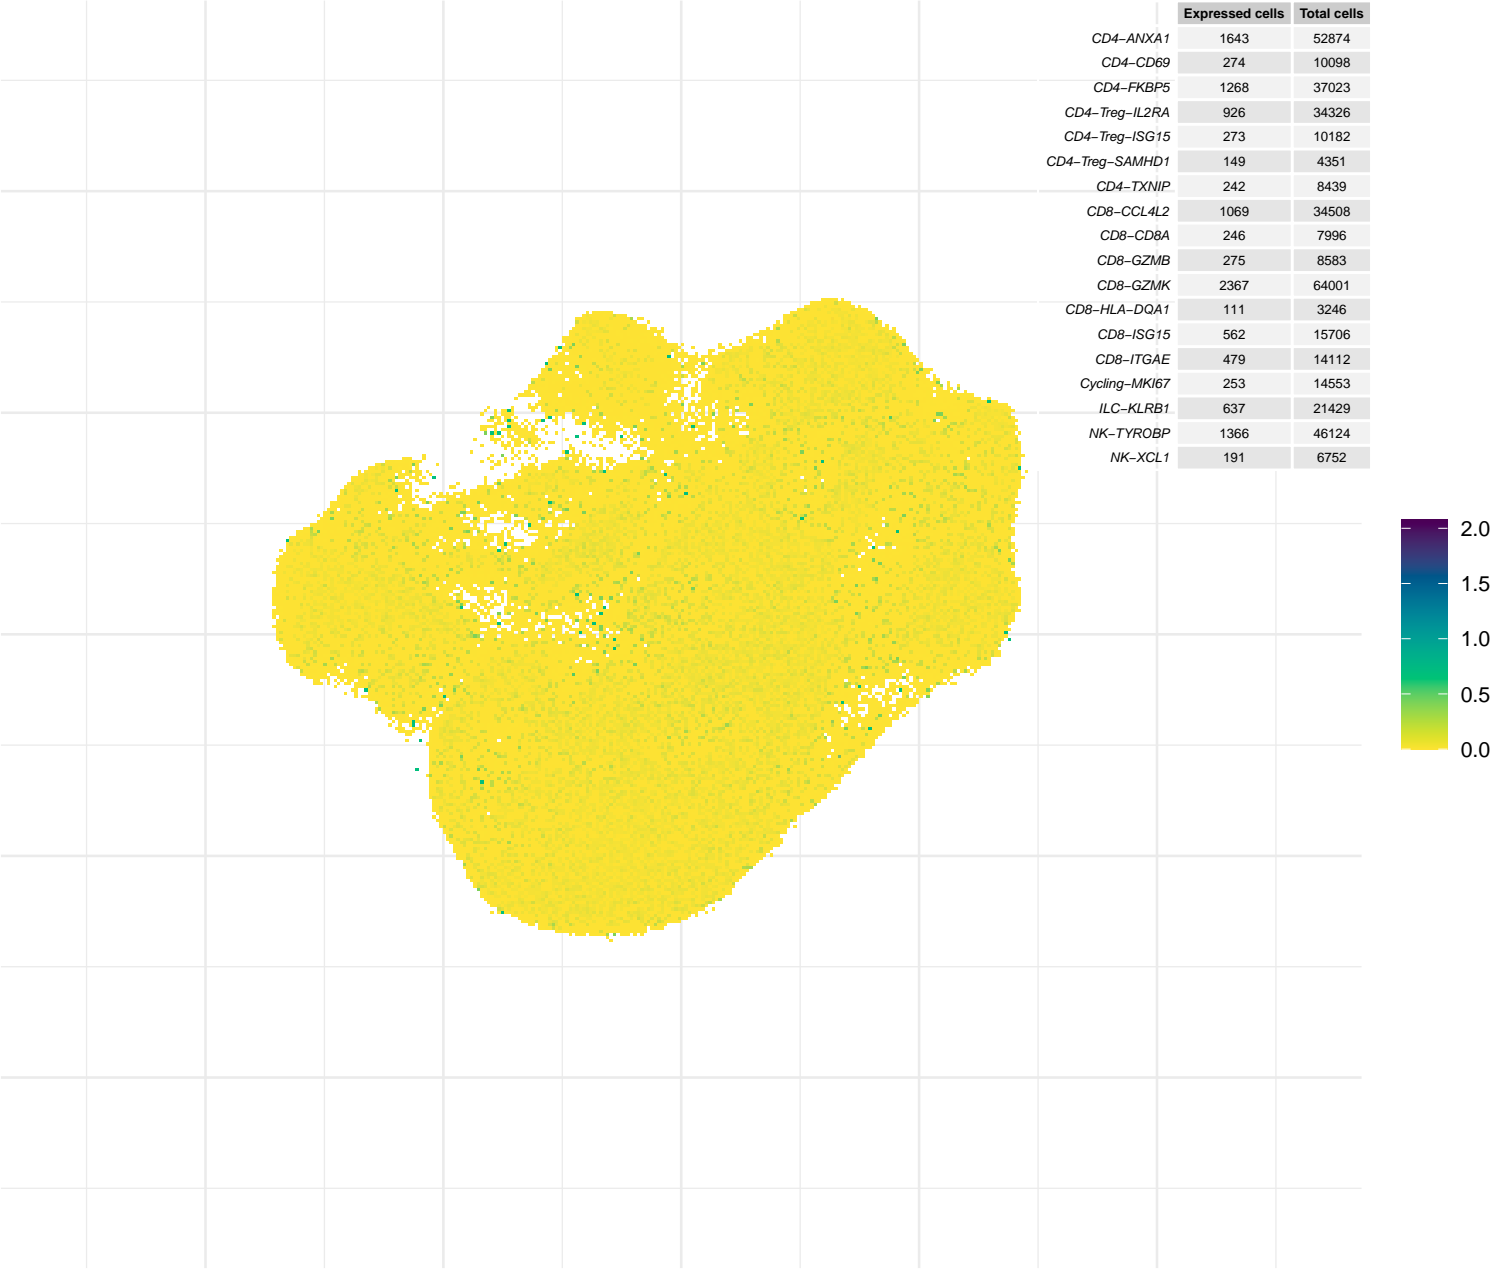 Expressed cells Total cells
CD4−ANXA1 1643 52874
CD4−CD69 274 10098
CD4−FKBP5 1268 37023
CD4−Treg−IL2RA 926 34326
CD4−Treg−ISG15 273 10182
CD4−Treg−SAMHD1 149 4351
CD4−TXNIP 242 8439
CD8−CCL4L2 1069 34508
CD8−CD8A 246 7996
CD8−GZMB 275 8583
CD8−GZMK 2367 64001
CD8−HLA−DQA1 111 3246
CD8−ISG15 562 15706
CD8−ITGAE 479 14112
Cycling−MKI67 253 14553
ILC−KLRB1 637 21429
NK−TYROBP 1366 46124
NK−XCL1 191 6752
2.0
1.5
1.0
0.5
0.0